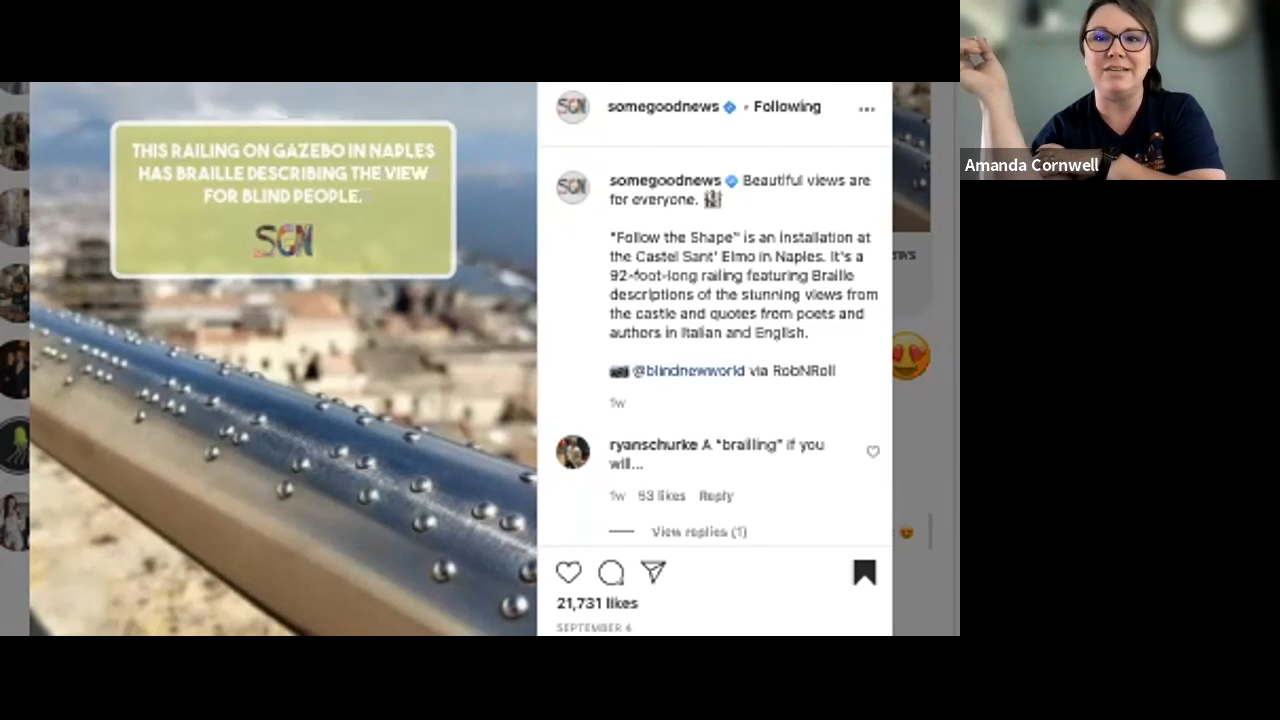 THIS RAILING ON GAZEBO IN NAPLES
HAS BRAILLE DESCRIBING THE VIEW
FOR BLIND PEOPLE.
SGN
SGN
somegoodnews • Following
SGN
somegoodnews Beautiful views are
for everyone.
"Follow the Shape" is an installation at
the Castel Sant' Elmo in Naples. It's a
92-foot-long railing featuring Braille
descriptions of the stunning views from
the castle and quotes from poets and
authors in Italian and English.
@blindnewworld via RobNRoll
1w
ryanschurke A "brailling" if you
will...
1w 53 likes Reply
View replies (1)
21,731 likes
SEPTEMBER 4
Amanda Cornwell